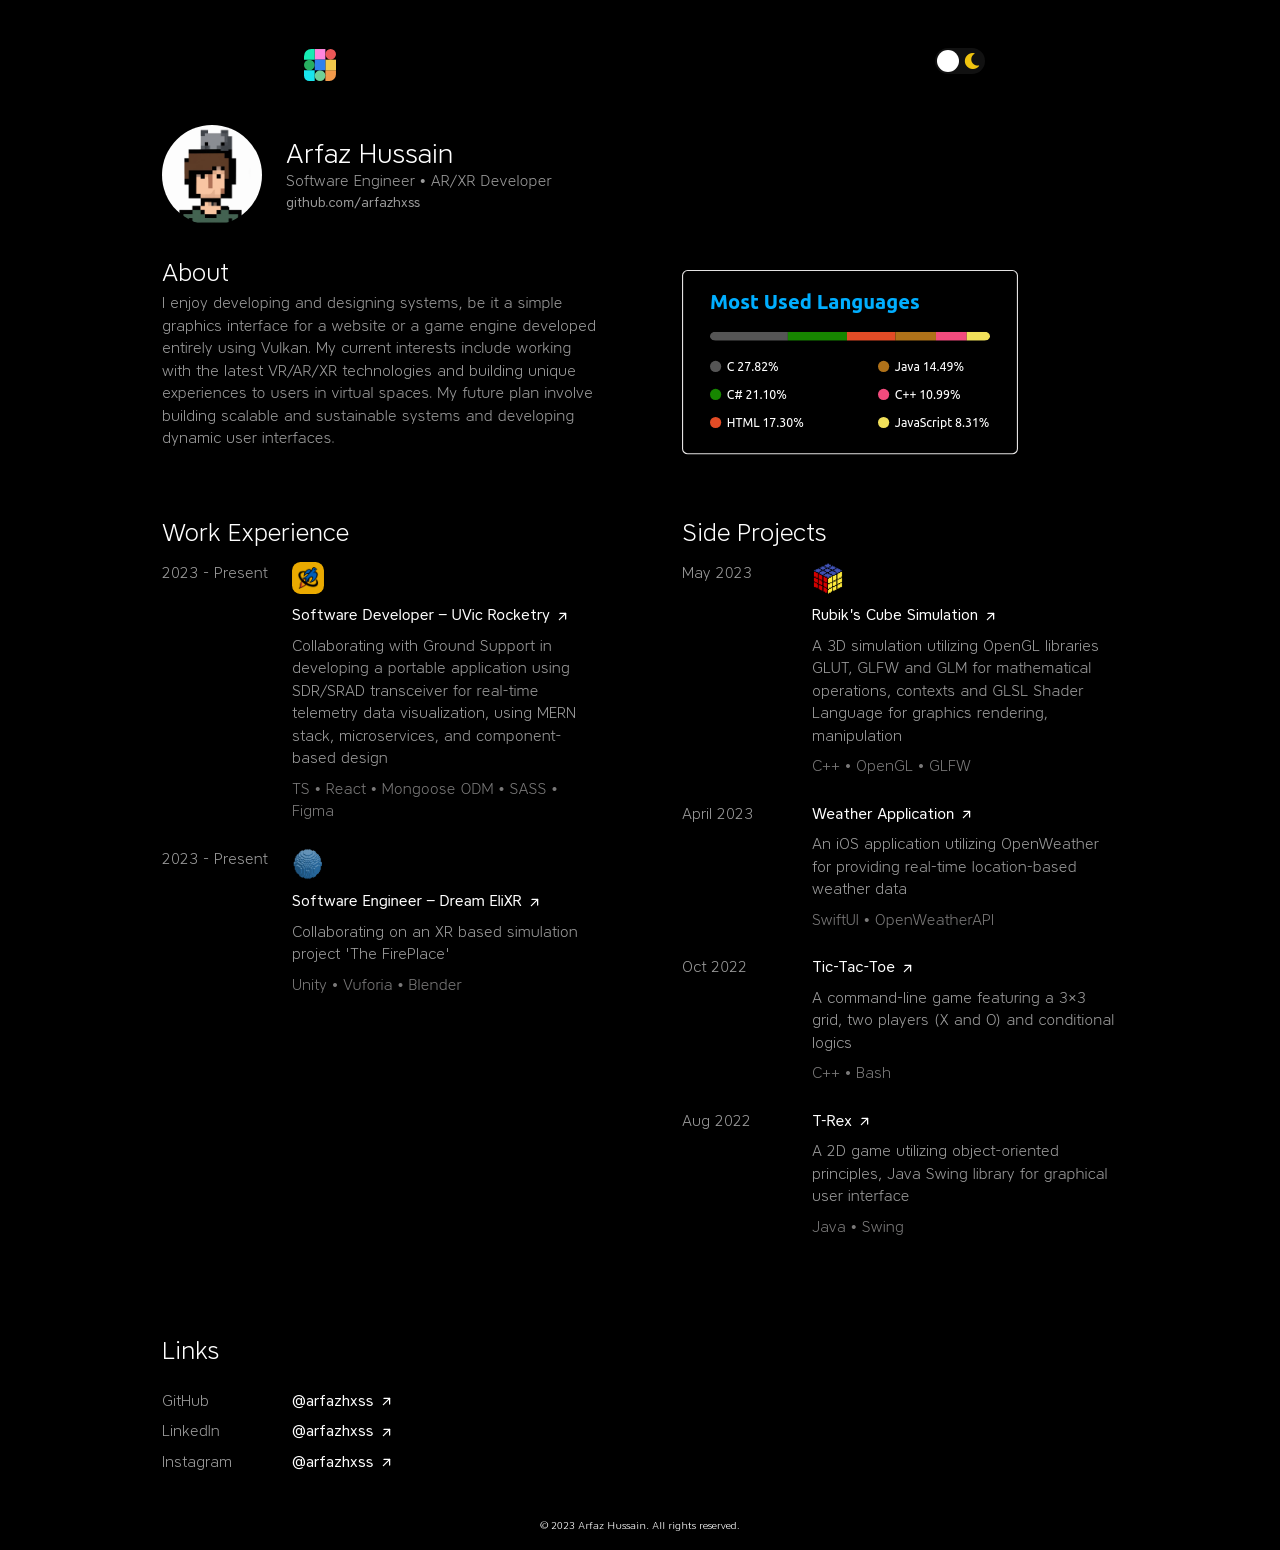 Arfaz Hussain
Software Engineer • AR/XR Developer
github.com/arfazhxss
About
I enjoy developing and designing systems, be it a simple
graphics interface for a website or a game engine developed
entirely using Vulkan. My current interests include working
with the latest VR/AR/XR technologies and building unique
experiences to users in virtual spaces. My future plan involve
building scalable and sustainable systems and developing
dynamic user interfaces.
Most Used Languages
C 27.82%
C# 21.10%
HTML 17.30%
Java 14.49%
C++ 10.99%
JavaScript 8.31%
Work Experience
2023 - Present
Software Developer – UVic Rocketry ↗
Collaborating with Ground Support in
developing a portable application using
SDR/SRAD transceiver for real-time
telemetry data visualization, using MERN
stack, microservices, and component-
based design
TS • React • Mongoose ODM • SASS •
Figma
2023 - Present
Software Engineer – Dream EliXR ↗
Collaborating on an XR based simulation
project 'The FirePlace'
Unity • Vuforia • Blender
Side Projects
May 2023
Rubik's Cube Simulation ↗
A 3D simulation utilizing OpenGL libraries
GLUT, GLFW and GLM for mathematical
operations, contexts and GLSL Shader
Language for graphics rendering,
manipulation
C++ • OpenGL • GLFW
April 2023
Weather Application ↗
An iOS application utilizing OpenWeather
for providing real-time location-based
weather data
SwiftUI • OpenWeatherAPI
Oct 2022
Tic-Tac-Toe ↗
A command-line game featuring a 3×3
grid, two players (X and O) and conditional
logics
C++ • Bash
Aug 2022
T-Rex ↗
A 2D game utilizing object-oriented
principles, Java Swing library for graphical
user interface
Java • Swing
Links
GitHub @arfazhxss ↗
LinkedIn @arfazhxss ↗
Instagram @arfazhxss ↗
© 2023 Arfaz Hussain. All rights reserved.